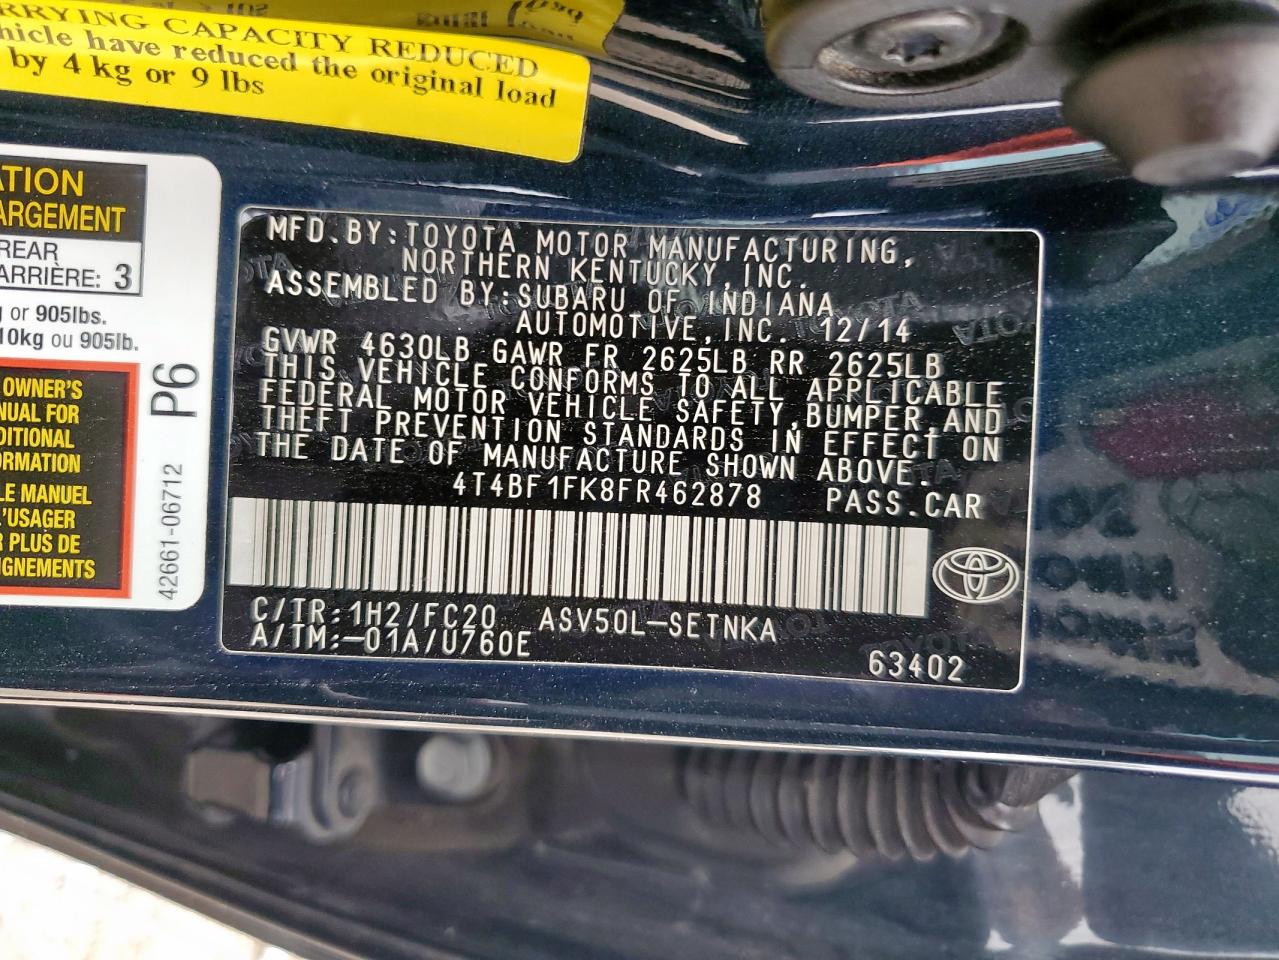 RRYING CAPACITY REDUCED
hicle have reduced the original load
by 4 kg or 9 lbs
ATION
ARGEMENT
REAR
ARRIÈRE: 3
g or 905lbs.
10kg ou 905lb.
OWNER'S
NUAL FOR
DITIONAL
ORMATION
LE MANUEL
L'USAGER
R PLUS DE
IGNEMENTS
P6
42661-06712
MFD.BY:TOYOTA MOTOR MANUFACTURING,
NORTHERN KENTUCKY,INC.
ASSEMBLED BY:SUBARU OF INDIANA
AUTOMOTIVE,INC. 12/14
GVWR 4630LB GAWR FR 2625LB RR 2625LB
THIS VEHICLE CONFORMS TO ALL APPLICABLE
FEDERAL MOTOR VEHICLE SAFETY,BUMPER,AND
THEFT PREVENTION STANDARDS IN EFFECT ON
THE DATE OF MANUFACTURE SHOWN ABOVE.
4T4BF1FK8FR462878 PASS.CAR
C/TR:1H2/FC20 ASV50L-SETNKA
A/TM:-01A/U760E
63402